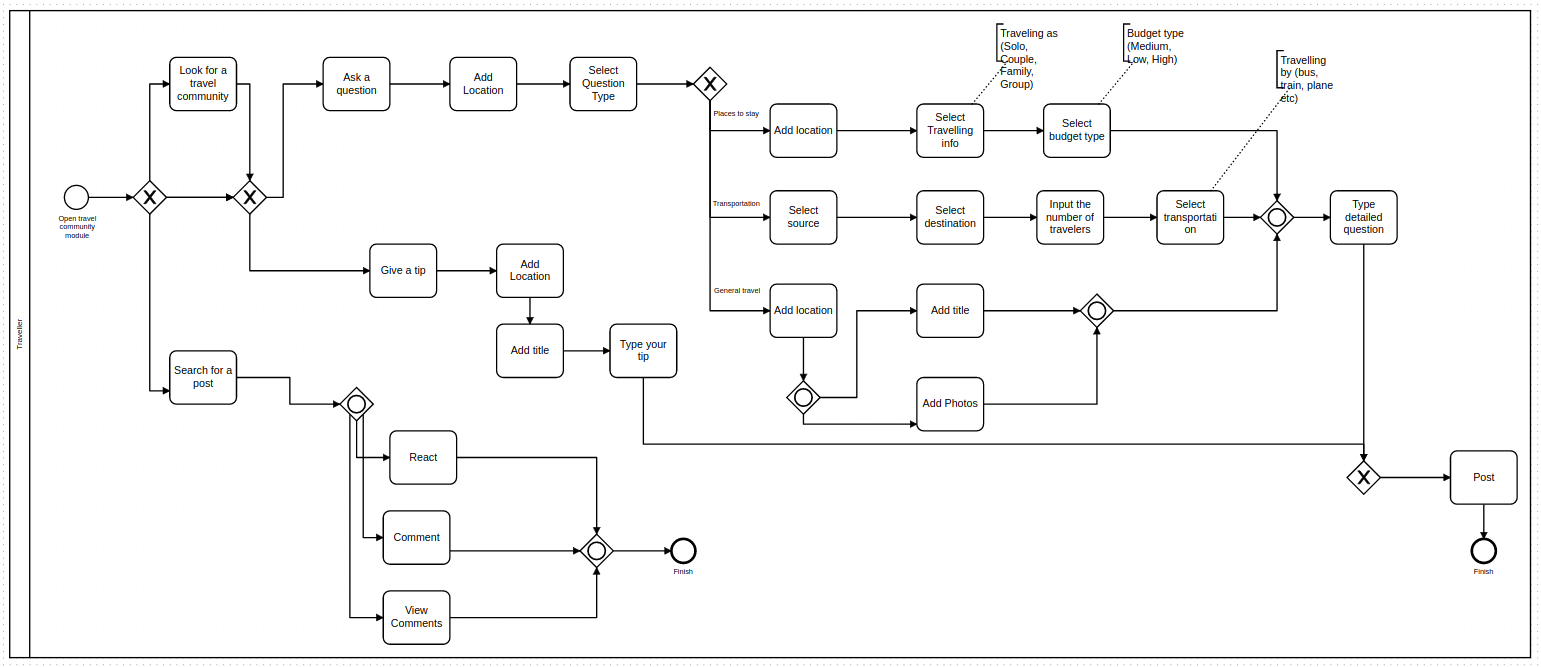 Traveller
Open travel
community
module
Look for a
travel
community
Ask a
question
Add
Location
Select
Question
Type
Places to stay
Transportation
General travel
Add location
Select
Travelling
info
Select
budget type
Traveling as
(Solo,
Couple,
Family,
Group)
Budget type
(Medium,
Low, High)
Travelling
by (bus,
train, plane
etc)
Select
source
Select
destination
Input the
number of
travelers
Select
transportati
on
Type
detailed
question
Give a tip
Add
Location
Add title
Type your
tip
Add location
Add title
Add Photos
Search for a
post
React
Comment
View
Comments
Finish
Post
Finish